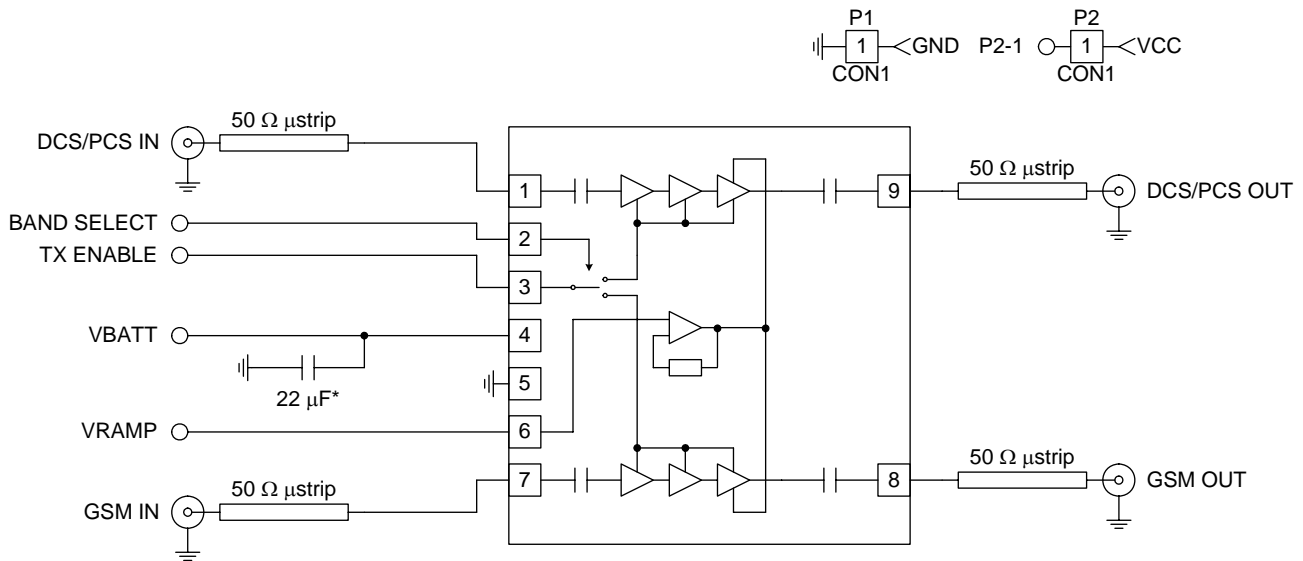 P1
P2
1
GND
P2-1
1
VCC
CON1
CON1
50 Ω μstrip
DCS/PCS IN
50 Ω μstrip
1
9
DCS/PCS OUT
BAND SELECT
2
TX ENABLE
3
VBATT
4
22 μF*
5
VRAMP
6
50 Ω μstrip
7
8
GSM OUT
50 Ω μstrip
GSM IN